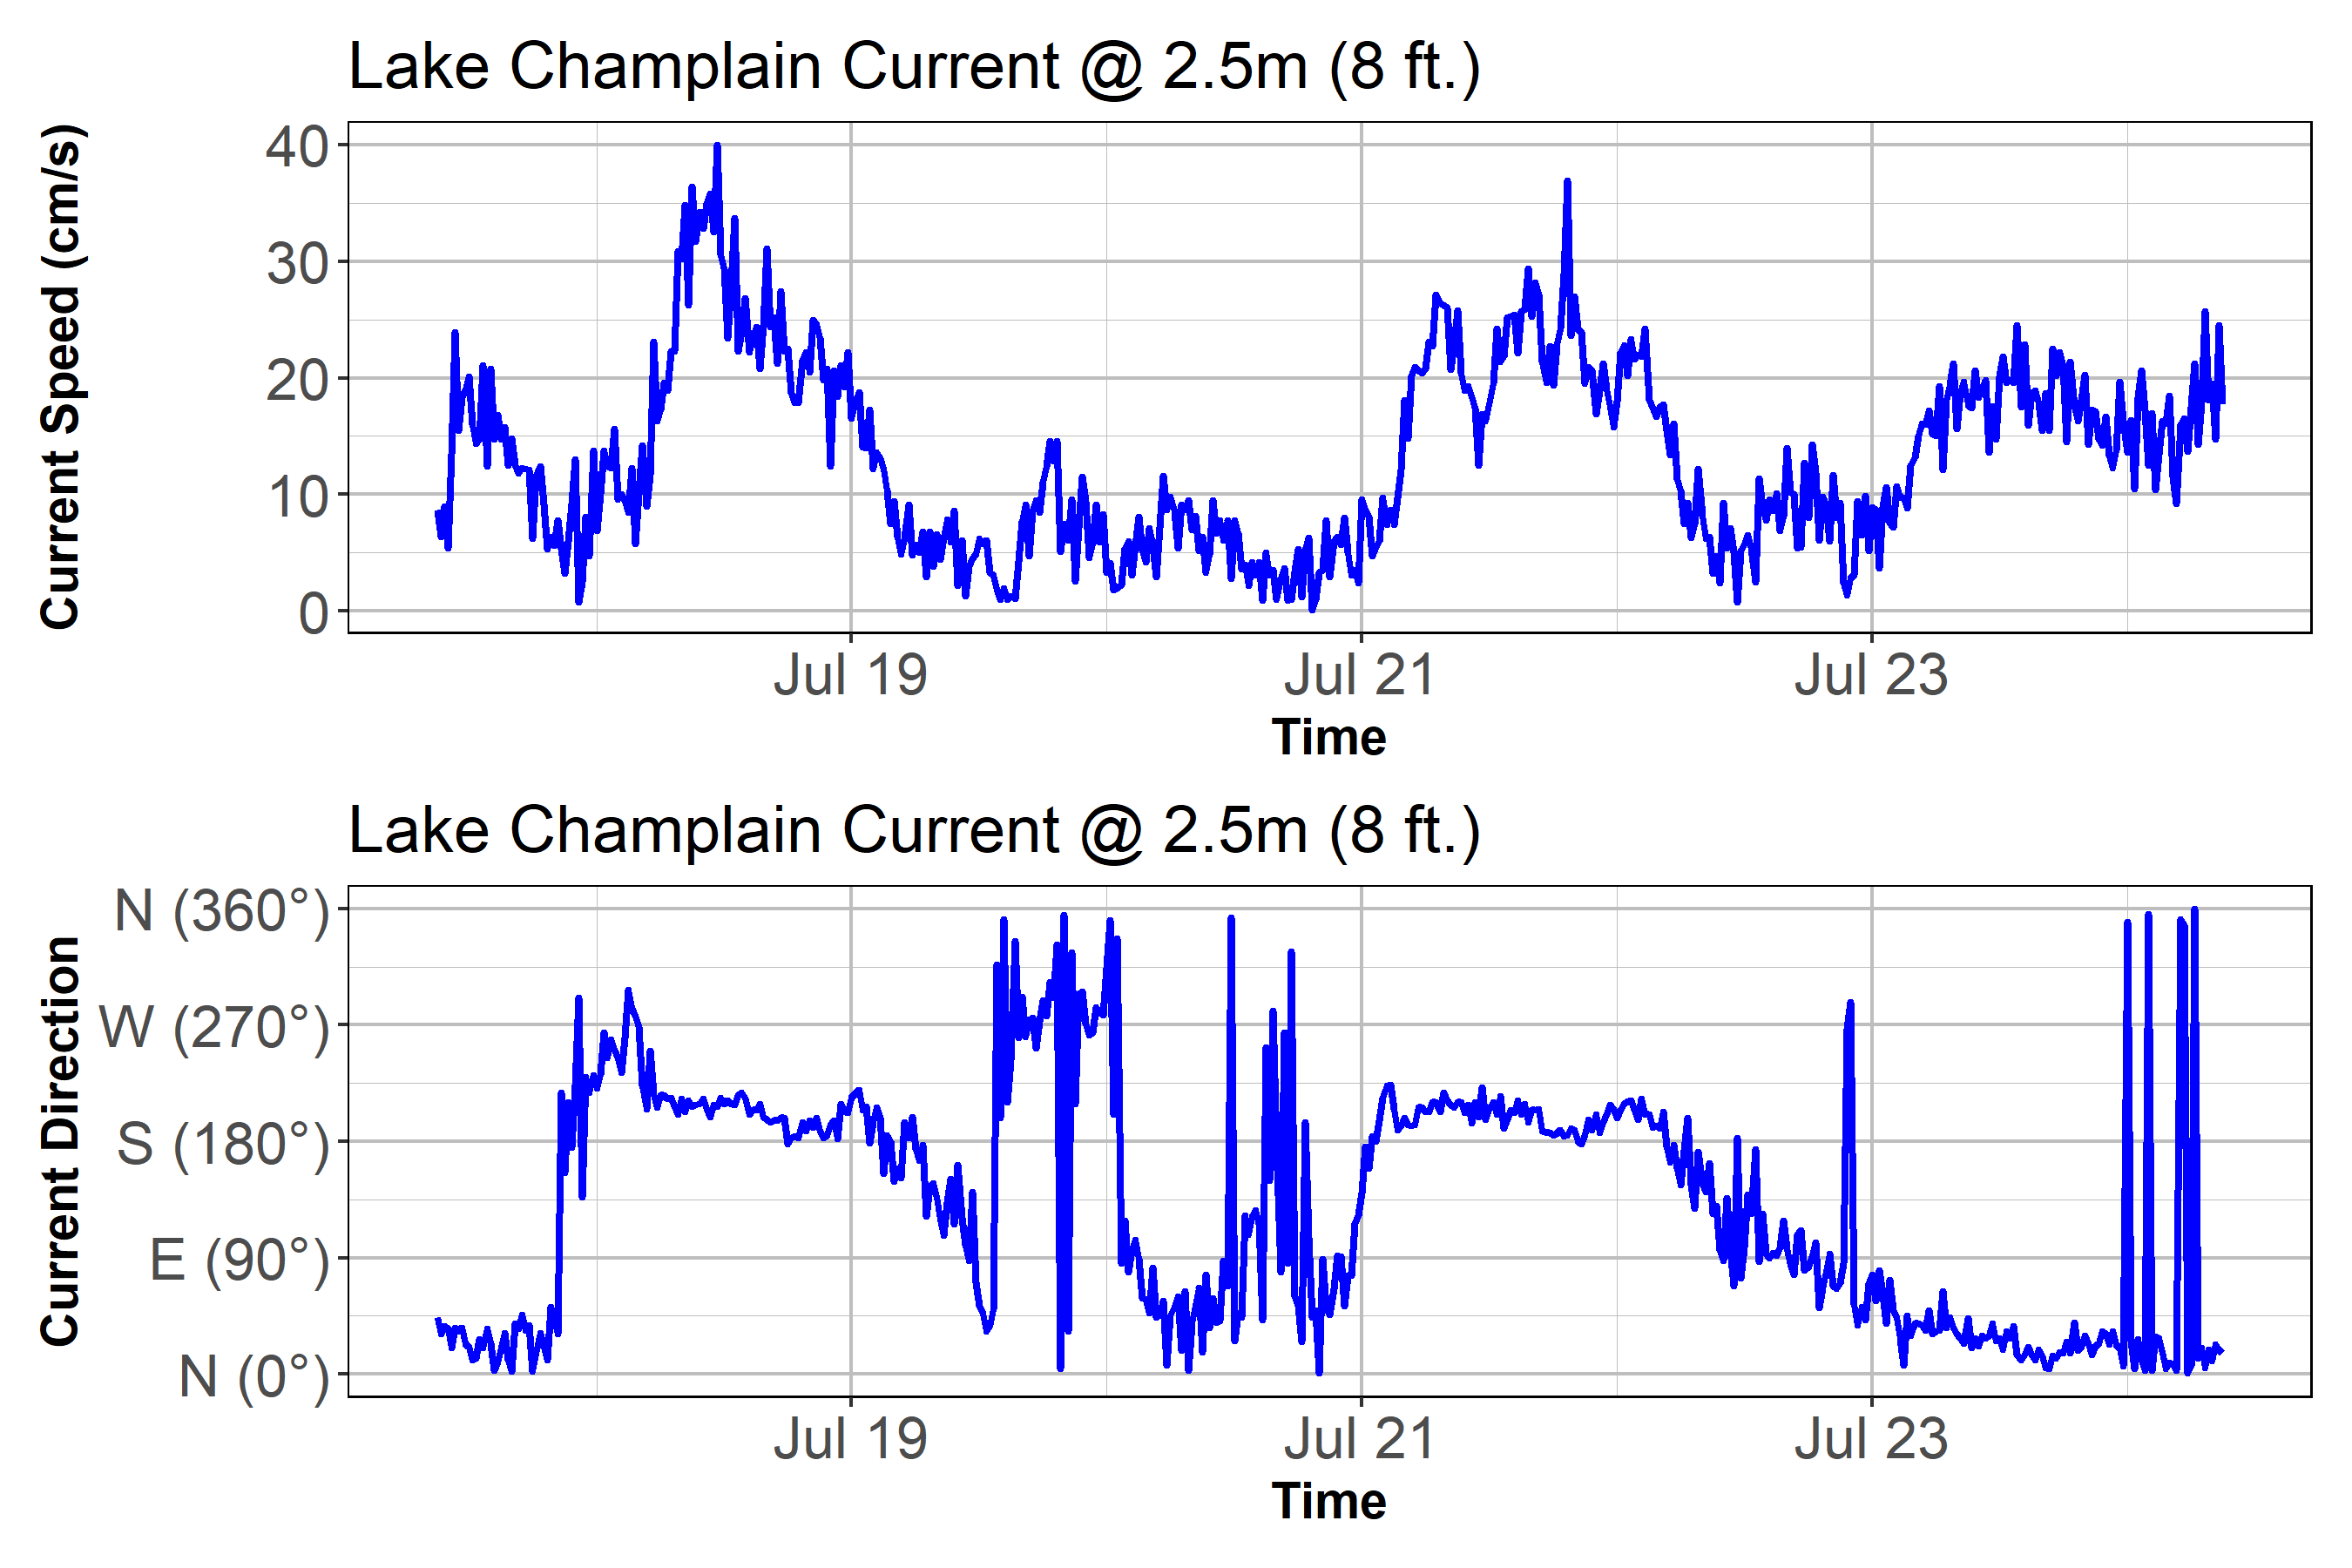 Lake Champlain Current @ 2.5m (8 ft.)
Current Speed (cm/s)
40
30
20
10
0
Jul 19
Jul 21
Jul 23
Time
Lake Champlain Current @ 2.5m (8 ft.)
Current Direction
N (360°)
W (270°)
S (180°)
E (90°)
N (0°)
Jul 19
Jul 21
Jul 23
Time